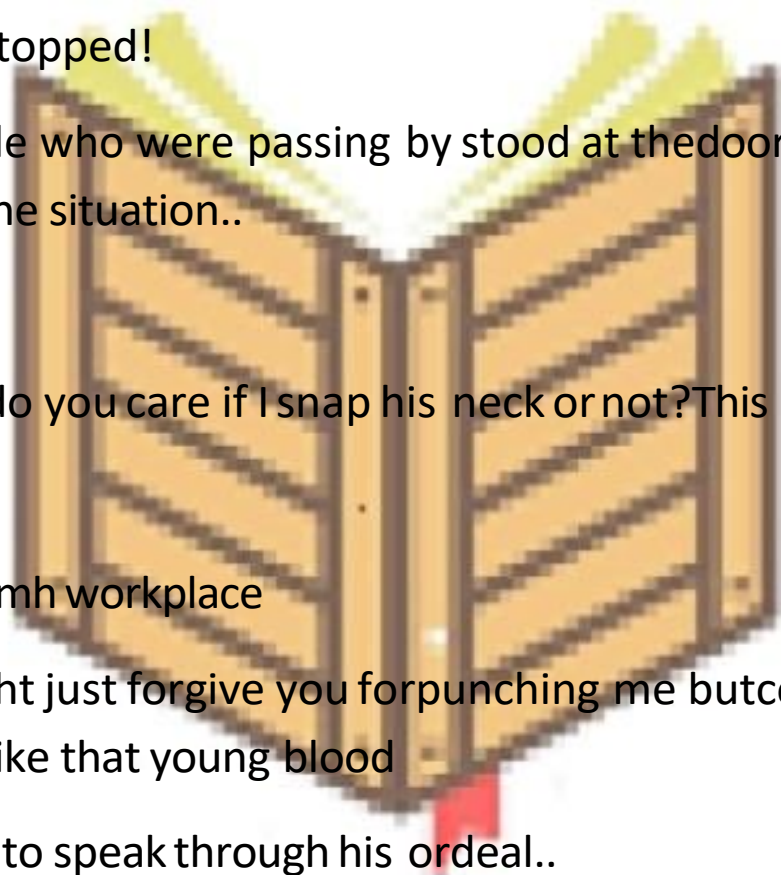 topped!
le who were passing by stood at thedoor
ne situation..
do you care if I snap his neck or not?This
mh workplace
ht just forgive you forpunching me butco
ike that young blood
to speak through his ordeal..